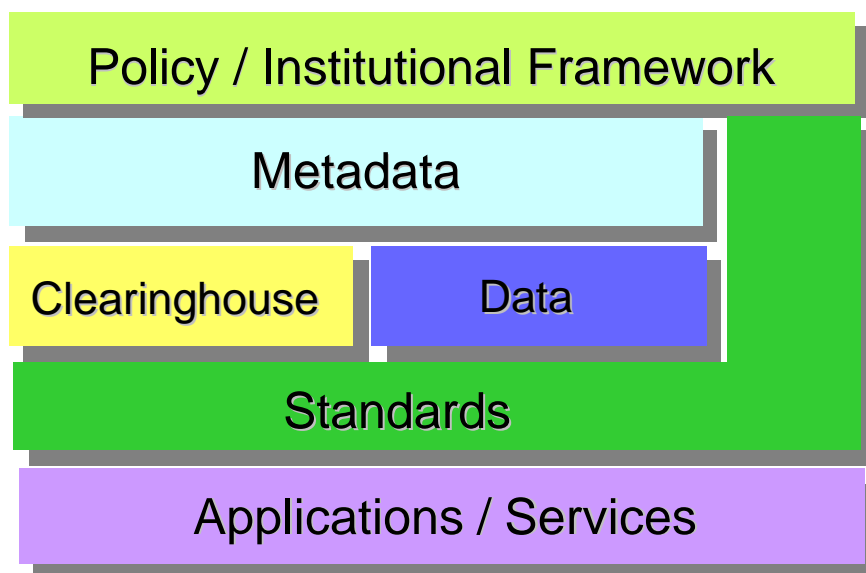 Policy / Institutional Framework
Metadata
Clearinghouse
Data
Standards
Applications / Services